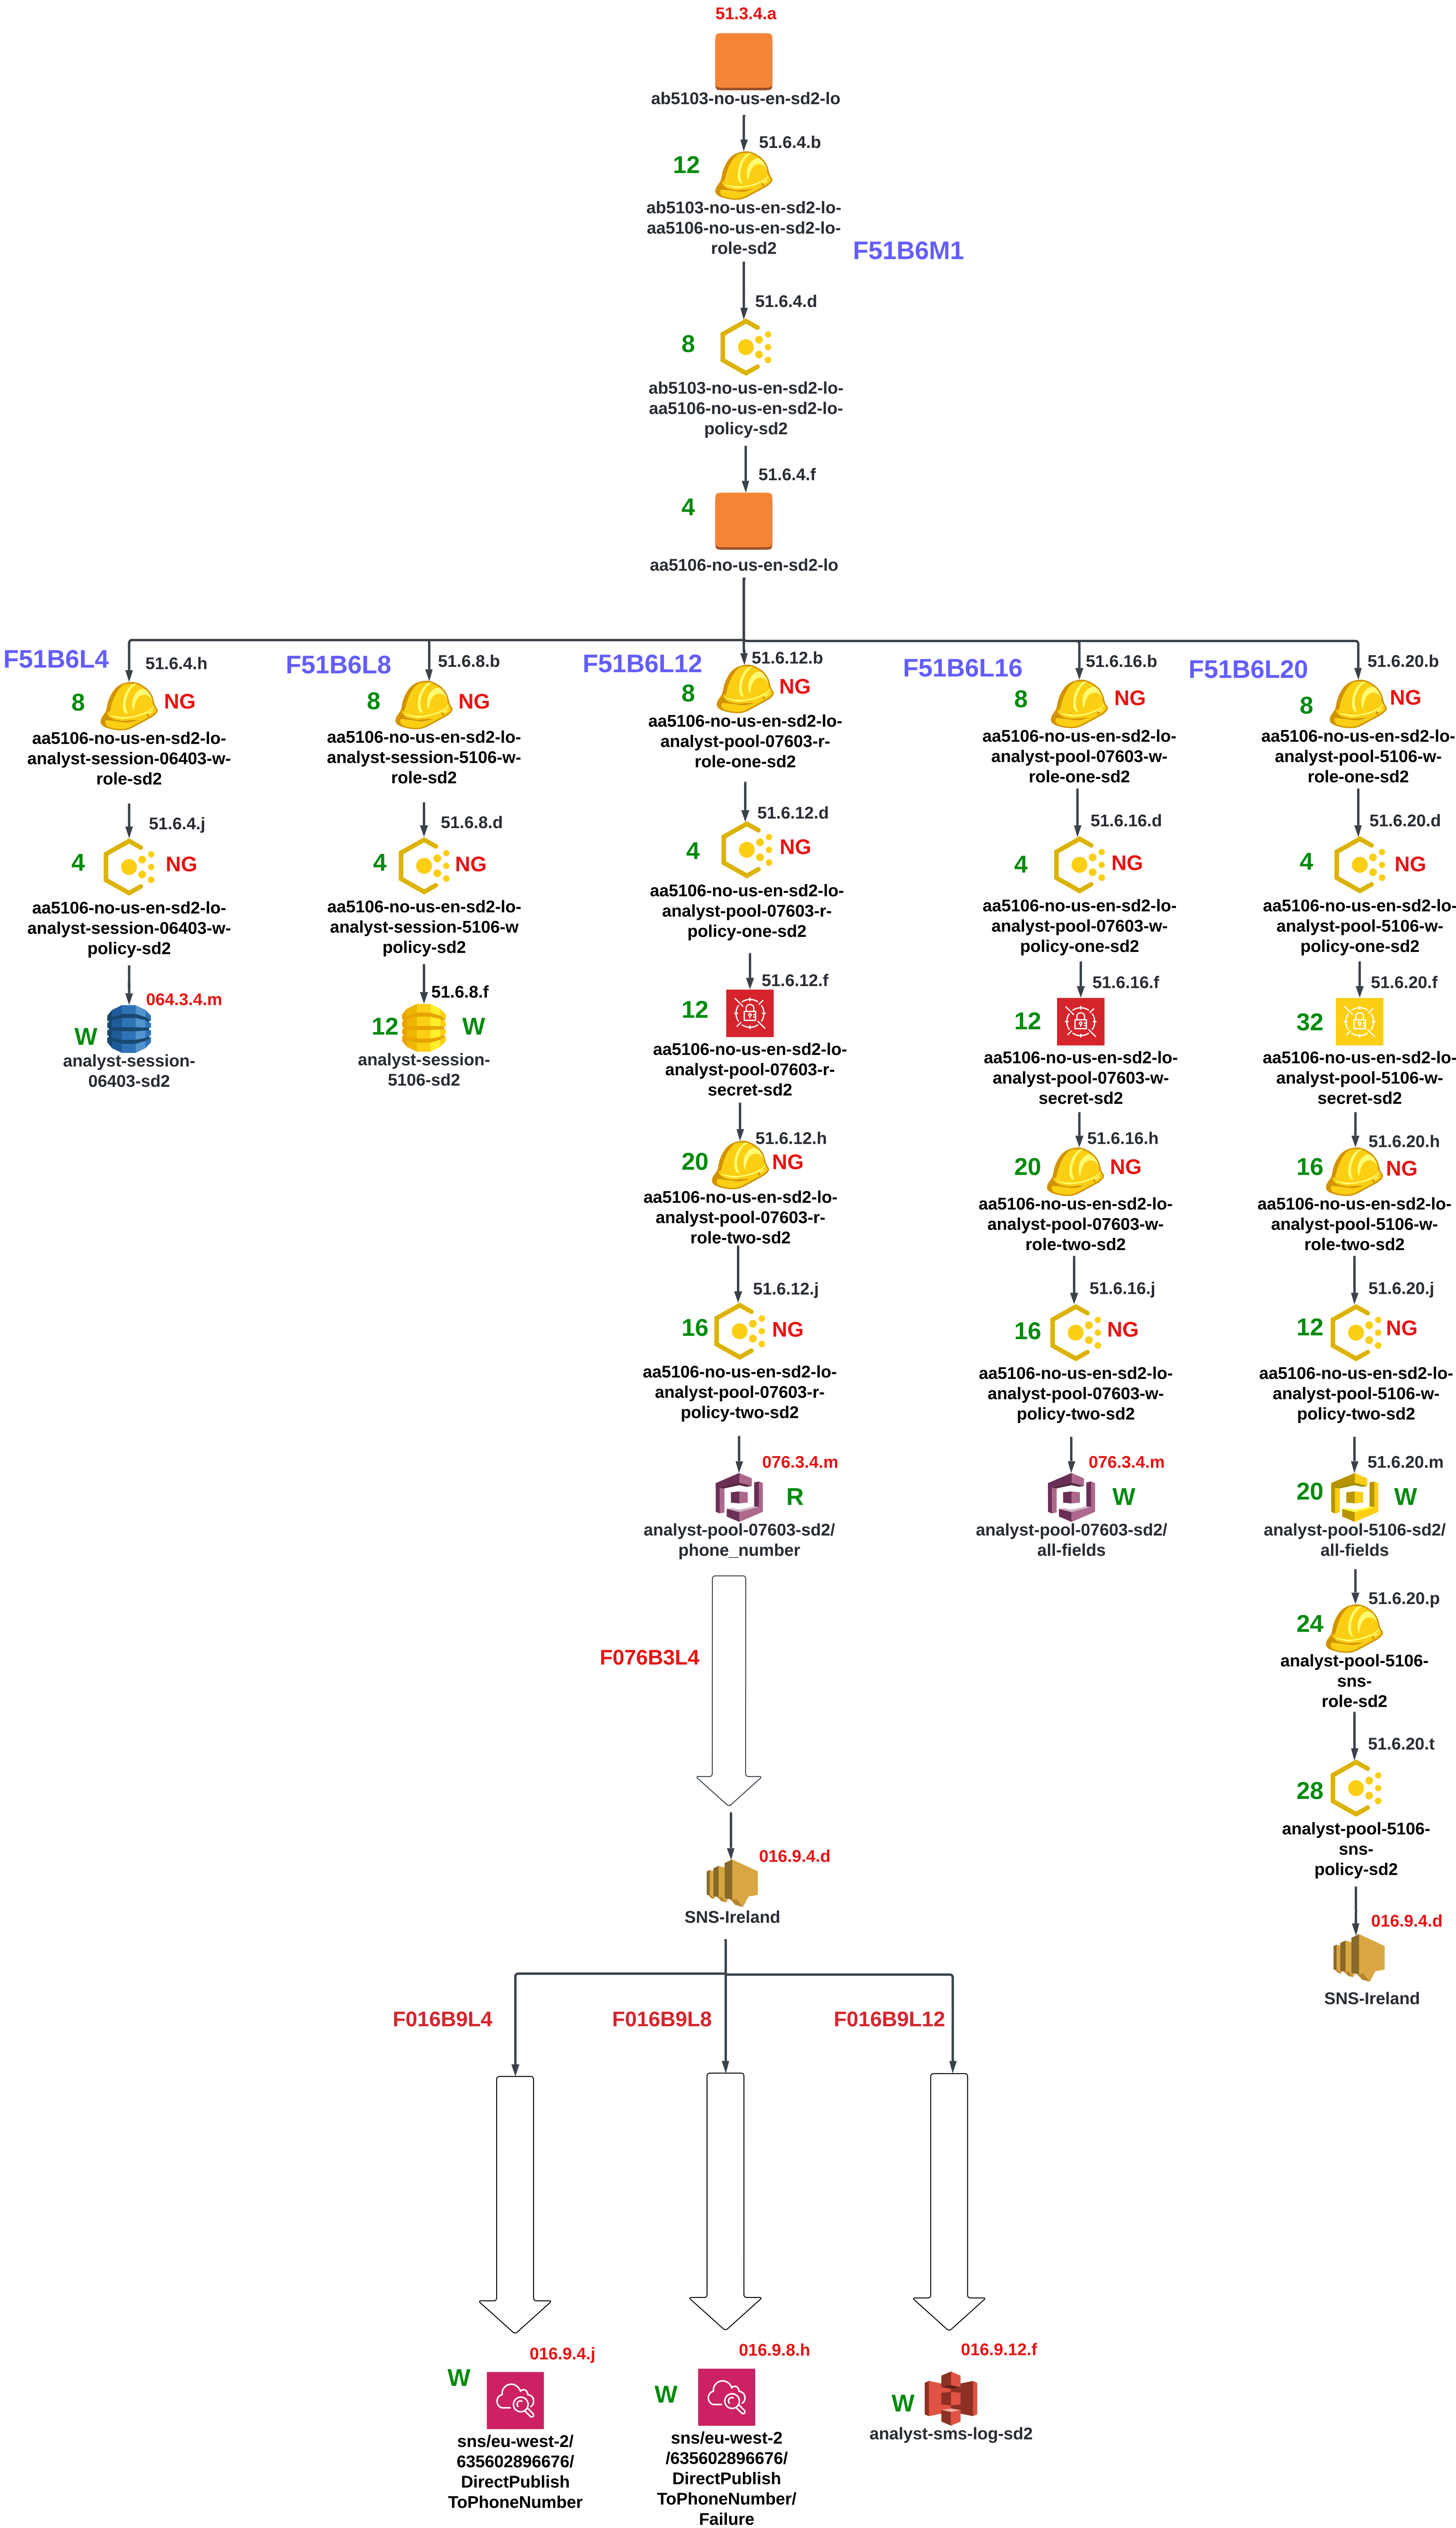 51.3.4.a
ab5103-no-us-en-sd2-lo
51.6.4.b
12
ab5103-no-us-en-sd2-lo-
aa5106-no-us-en-sd2-lo-
role-sd2
F51B6M1
51.6.4.d
8
ab5103-no-us-en-sd2-lo-
aa5106-no-us-en-sd2-lo-
policy-sd2
51.6.4.f
4
aa5106-no-us-en-sd2-lo
F51B6L4
51.6.4.h
8
NG
aa5106-no-us-en-sd2-lo-
analyst-session-06403-w-
role-sd2
51.6.4.j
4
NG
aa5106-no-us-en-sd2-lo-
analyst-session-06403-w-
policy-sd2
064.3.4.m
W
analyst-session-
06403-sd2
F51B6L8
51.6.8.b
8
NG
aa5106-no-us-en-sd2-lo-
analyst-session-5106-w-
role-sd2
51.6.8.d
4
NG
aa5106-no-us-en-sd2-lo-
analyst-session-5106-w
policy-sd2
51.6.8.f
12
W
analyst-session-
5106-sd2
F51B6L12
51.6.12.b
8
NG
aa5106-no-us-en-sd2-lo-
analyst-pool-07603-r-
role-one-sd2
51.6.12.d
4
NG
aa5106-no-us-en-sd2-lo-
analyst-pool-07603-r-
policy-one-sd2
51.6.12.f
12
aa5106-no-us-en-sd2-lo-
analyst-pool-07603-r-
secret-sd2
51.6.12.h
20
NG
aa5106-no-us-en-sd2-lo-
analyst-pool-07603-r-
role-two-sd2
51.6.12.j
16
NG
aa5106-no-us-en-sd2-lo-
analyst-pool-07603-r-
policy-two-sd2
076.3.4.m
R
analyst-pool-07603-sd2/
phone_number
F076B3L4
016.9.4.d
SNS-Ireland
F51B6L16
51.6.16.b
8
NG
aa5106-no-us-en-sd2-lo-
analyst-pool-07603-w-
role-one-sd2
51.6.16.d
4
NG
aa5106-no-us-en-sd2-lo-
analyst-pool-07603-w-
policy-one-sd2
51.6.16.f
12
aa5106-no-us-en-sd2-lo-
analyst-pool-07603-w-
secret-sd2
51.6.16.h
20
NG
aa5106-no-us-en-sd2-lo-
analyst-pool-07603-w-
role-two-sd2
51.6.16.j
16
NG
aa5106-no-us-en-sd2-lo-
analyst-pool-07603-w-
policy-two-sd2
076.3.4.m
W
analyst-pool-07603-sd2/
all-fields
F51B6L20
51.6.20.b
8
NG
aa5106-no-us-en-sd2-lo-
analyst-pool-5106-w-
role-one-sd2
51.6.20.d
4
NG
aa5106-no-us-en-sd2-lo-
analyst-pool-5106-w-
policy-one-sd2
51.6.20.f
32
aa5106-no-us-en-sd2-lo-
analyst-pool-5106-w-
secret-sd2
51.6.20.h
16
NG
aa5106-no-us-en-sd2-lo-
analyst-pool-5106-w-
role-two-sd2
51.6.20.j
12
NG
aa5106-no-us-en-sd2-lo-
analyst-pool-5106-w-
policy-two-sd2
51.6.20.m
20
W
analyst-pool-5106-sd2/
all-fields
51.6.20.p
24
analyst-pool-5106-
sns-
role-sd2
51.6.20.t
28
analyst-pool-5106-
sns-
policy-sd2
016.9.4.d
SNS-Ireland
F016B9L4
016.9.4.j
W
sns/eu-west-2/
635602896676/
DirectPublish
ToPhoneNumber
F016B9L8
016.9.8.h
W
sns/eu-west-2
/635602896676/
DirectPublish
ToPhoneNumber/
Failure
F016B9L12
016.9.12.f
W
analyst-sms-log-sd2